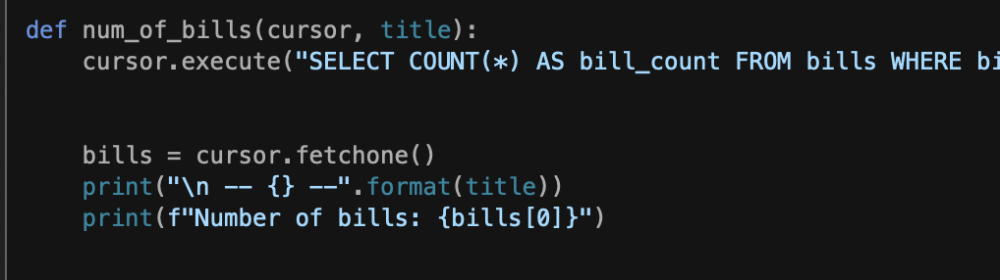 def num_of_bills(cursor, title):
    cursor.execute("SELECT COUNT(*) AS bill_count FROM bills WHERE bi
    bills = cursor.fetchone()
    print("\n -- {} --".format(title))
    print(f"Number of bills: {bills[0]}")